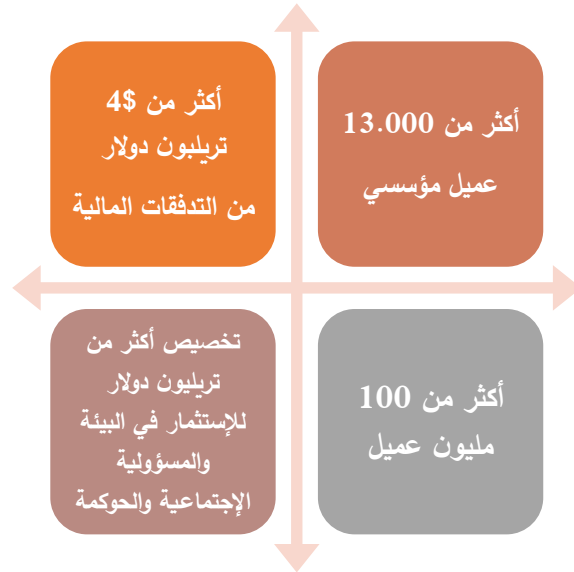 أكثر من 13.000
عميل مؤسسي
أكثر من $4
تريلبون دولار
من التدفقات المالية
أكثر من 100
مليون عميل
تخصيص أكثر من
تريليون دولار
للإستثمار في البيئة
والمسؤولية
الإجتماعية والحوكمة